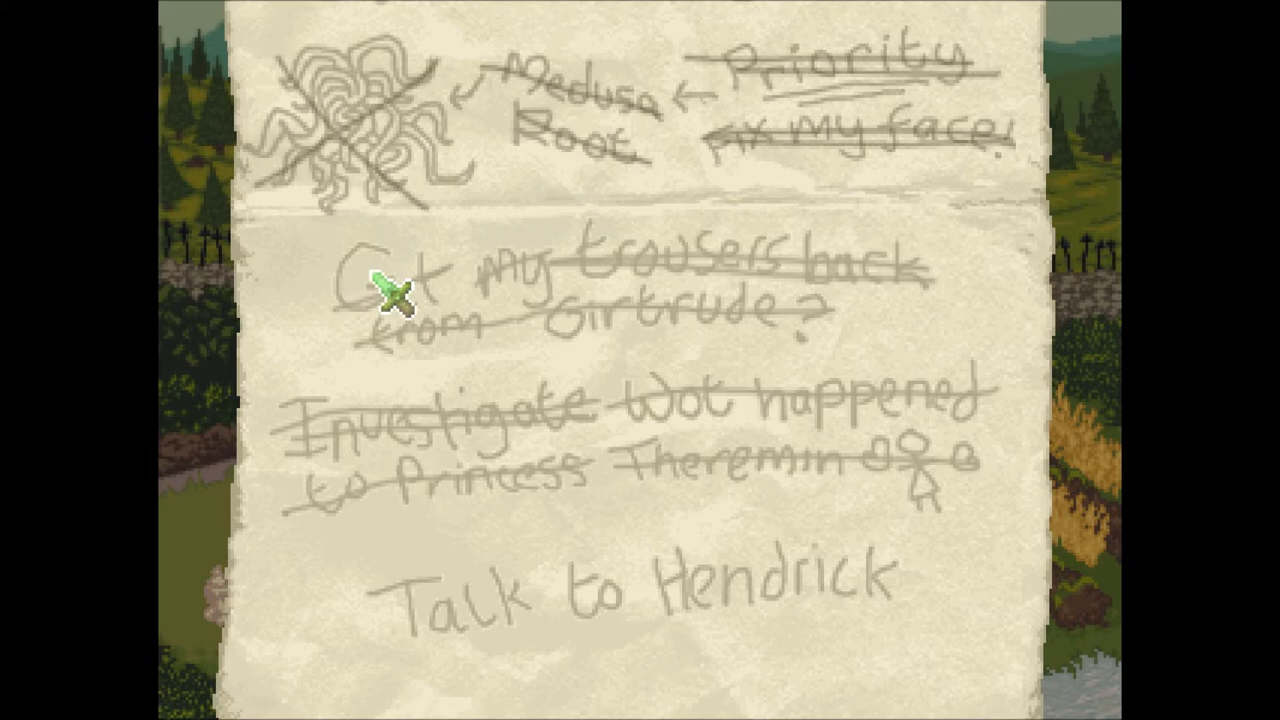 Priority
Medusa
Root
Fix my face!
Get my trousers back
from Girtrude?
Investigate Wot happened
to Princess Theremin
Talk to Hendrick